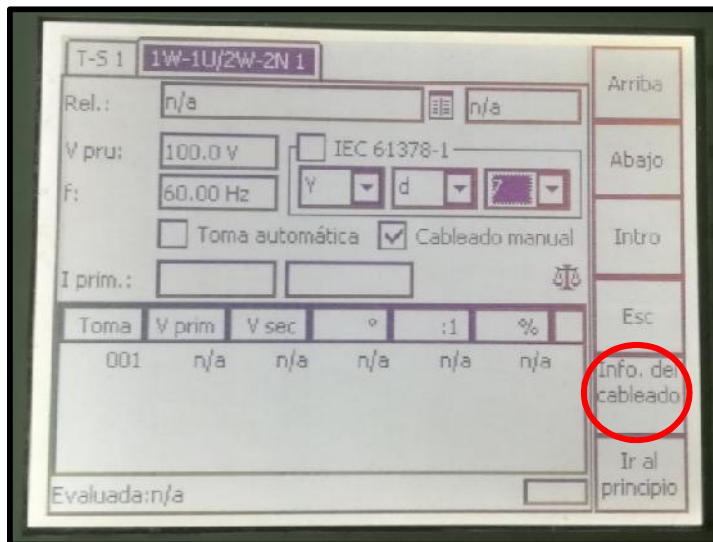 T-S 1 1W-1U/2W-2N 1
Rel.: n/a n/a
V pru: 100.0 V IEC 61378-1
Y d 7
f: 60.00 Hz
Toma automática Cableado manual
I prim.:
Toma V prim V sec ° :1 %
001 n/a n/a n/a n/a n/a
Evaluada:n/a
Arriba
Abajo
Intro
Esc
Info. del
cableado
Ir al
principio